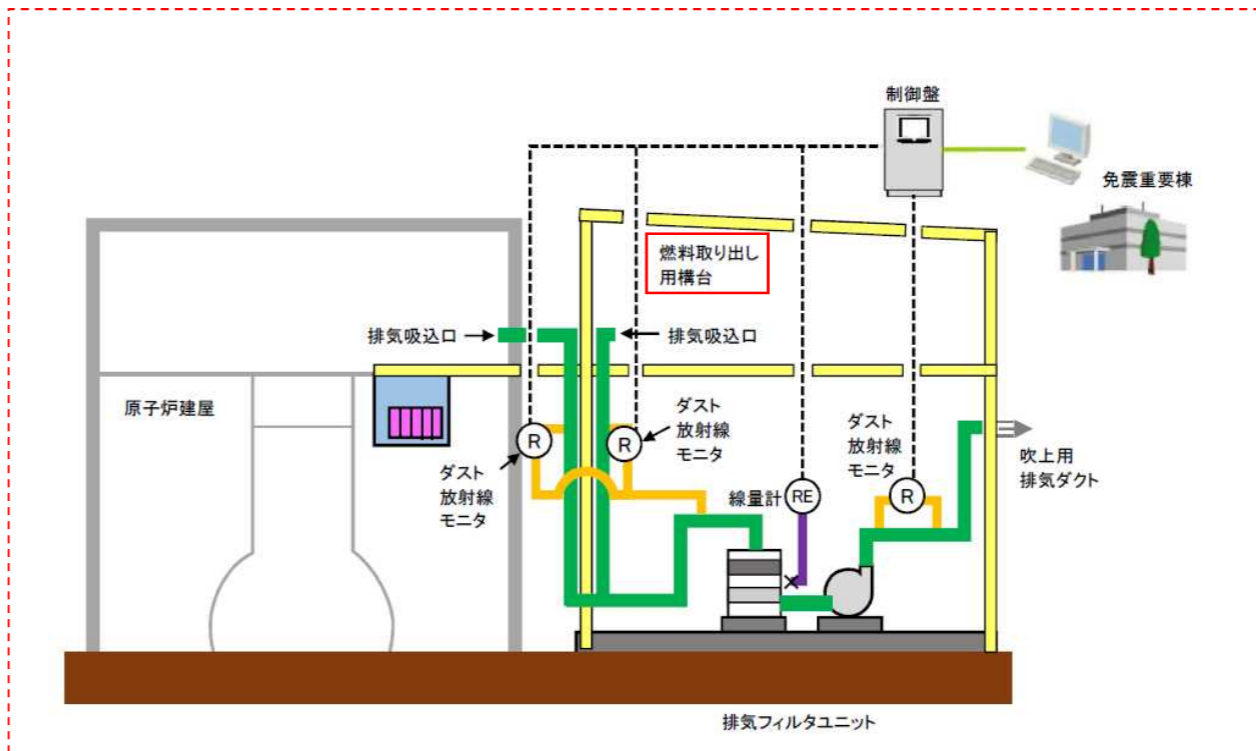 制御盤
免震重要棟
燃料取り出し
用構台
排気吸込口
排気吸込口
原子炉建屋
ダスト
放射線
モニタ
R
R
ダスト
放射線
モニタ
線量計
RE
ダスト
放射線
モニタ
R
吹上用
排気ダクト
排気フィルタユニット